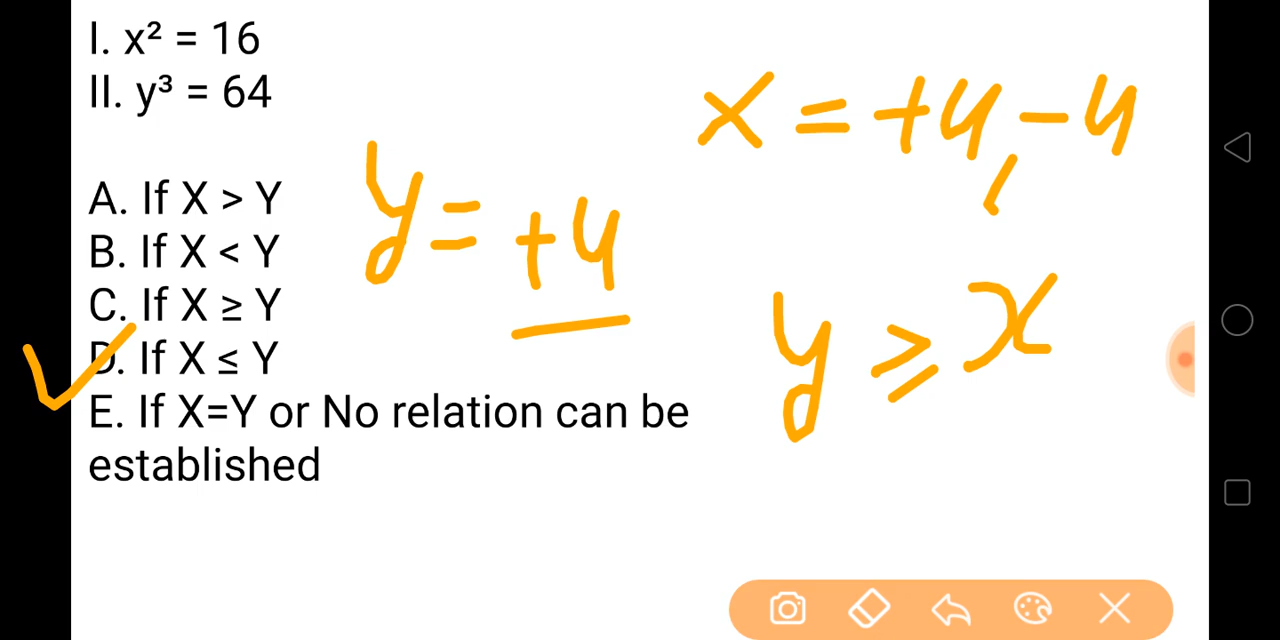 I. x² = 16
II. y³ = 64
x = +4, -4
y = +4
A. If X > Y
B. If X < Y
C. If X ≥ Y
D. If X ≤ Y
y ≥ x
E. If X=Y or No relation can be
established